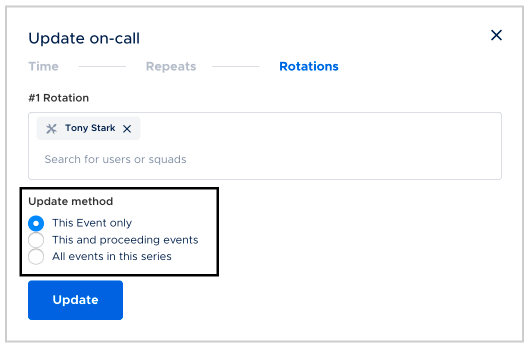 Update on-call
Time Repeats Rotations
#1 Rotation
Tony Stark
Search for users or squads
Update method
This Event only
This and proceeding events
All events in this series
Update